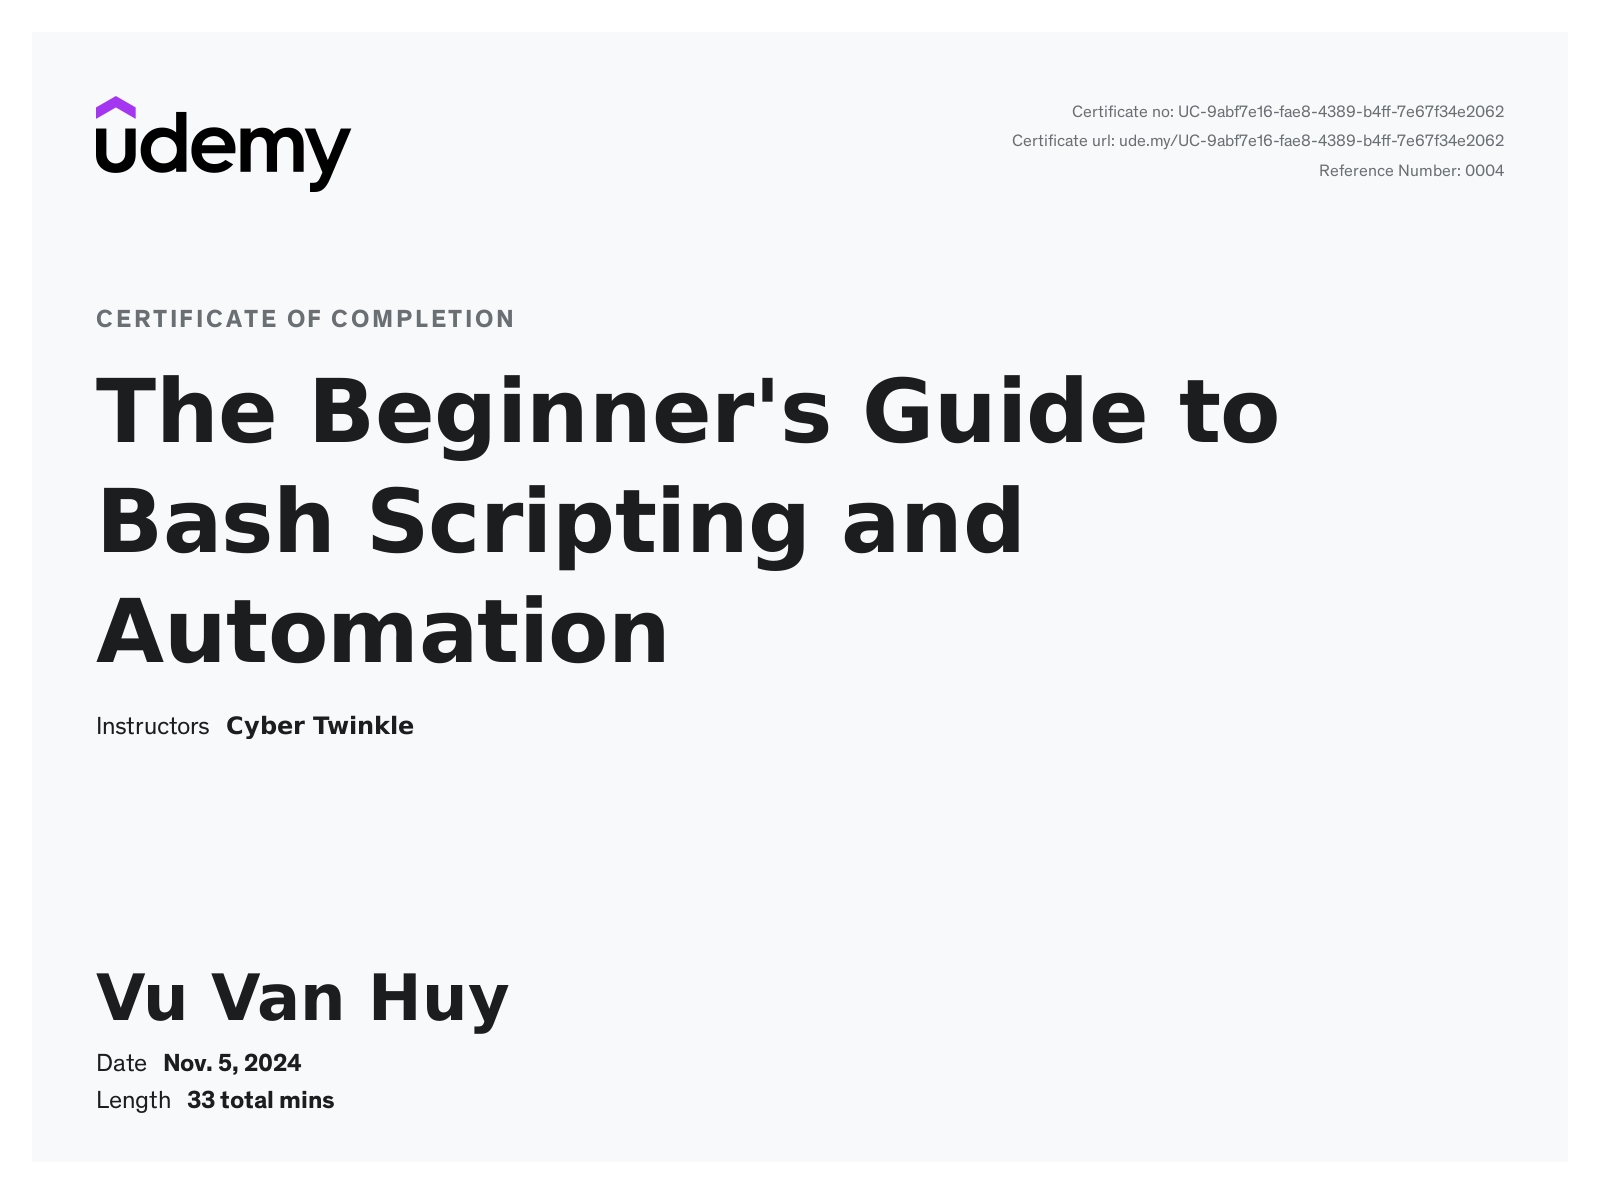 udemy
Certificate no: UC-9abf7e16-fae8-4389-b4ff-7e67f34e2062
Certificate url: ude.my/UC-9abf7e16-fae8-4389-b4ff-7e67f34e2062
Reference Number: 0004
CERTIFICATE OF COMPLETION
The Beginner's Guide to
Bash Scripting and
Automation
Instructors Cyber Twinkle
Vu Van Huy
Date Nov. 5, 2024
Length 33 total mins